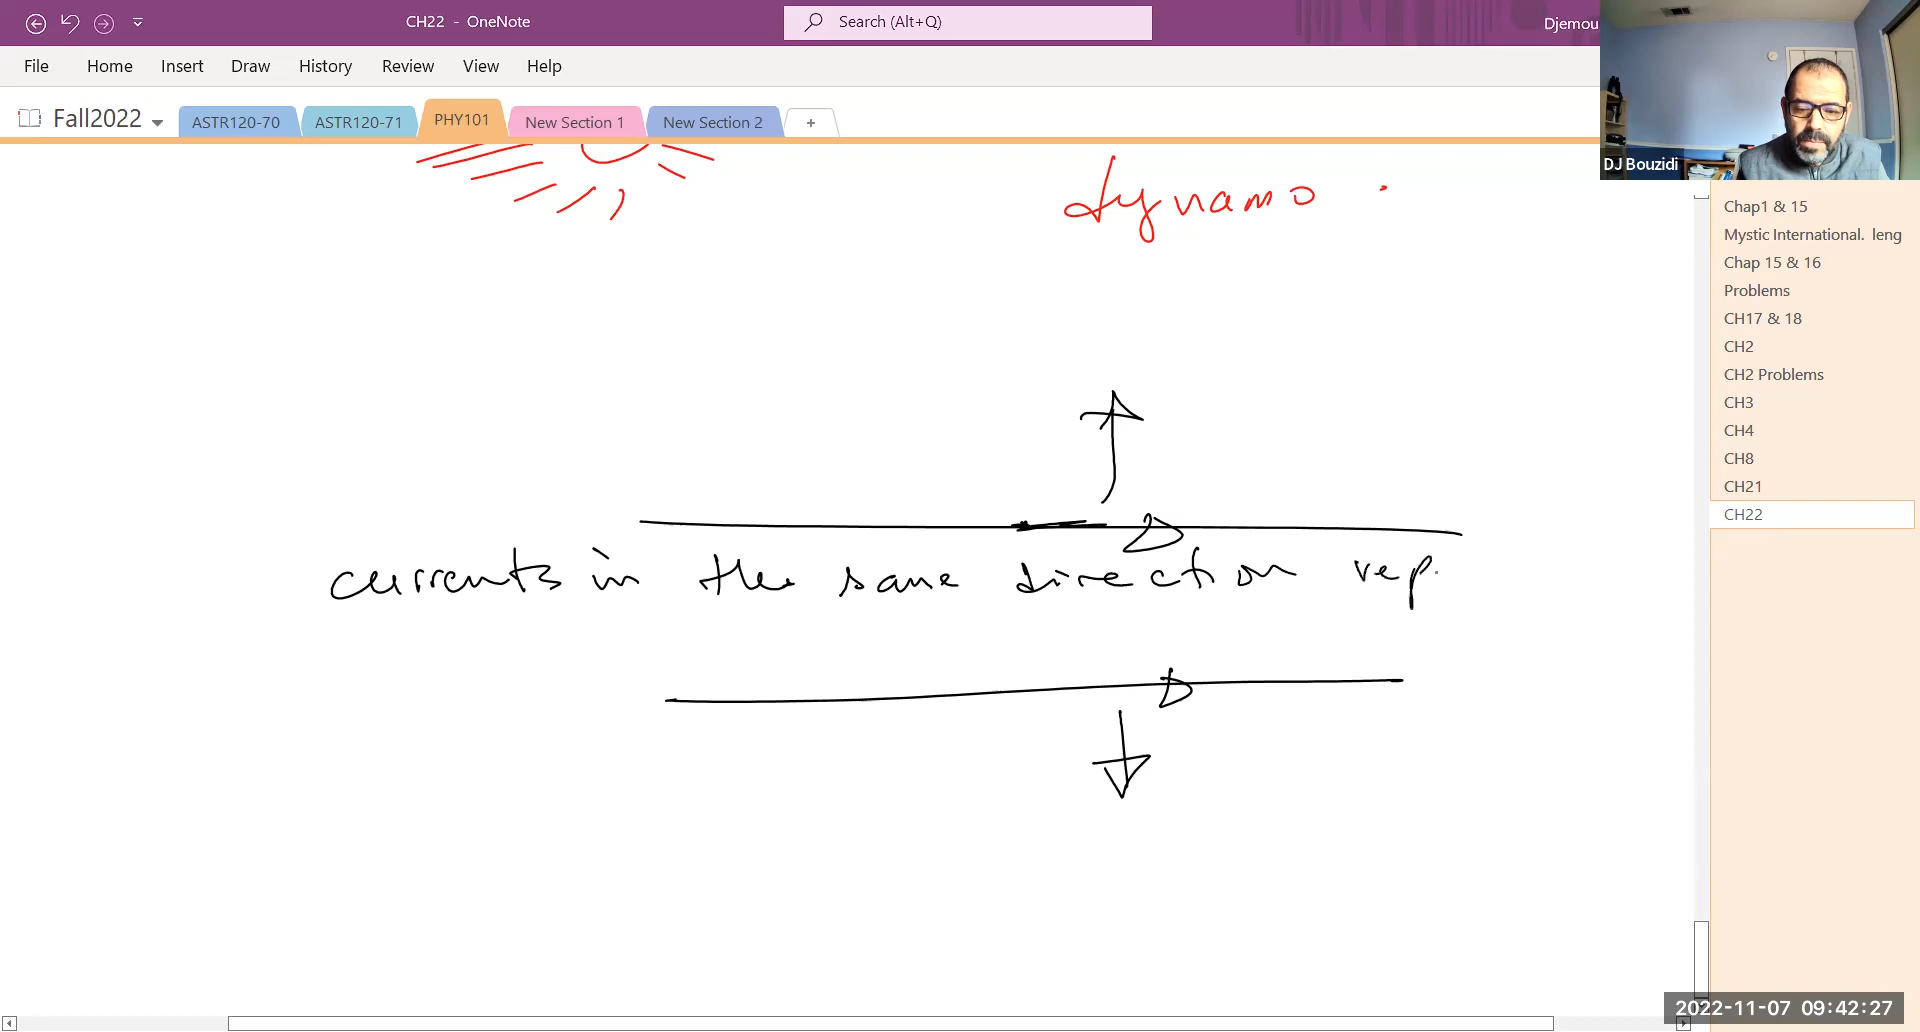 CH22 - OneNote
Search (Alt+Q)
Djemou
File Home Insert Draw History Review View Help
Fall2022 ASTR120-70 ASTR120-71 PHY101 New Section 1 New Section 2 +
DJ Bouzidi
dynamo
Chap1 & 15
Mystic International. leng
Chap 15 & 16
Problems
CH17 & 18
CH2
CH2 Problems
CH3
CH4
CH8
CH21
CH22
currents in the same direction rep
2022-11-07 09:42:27